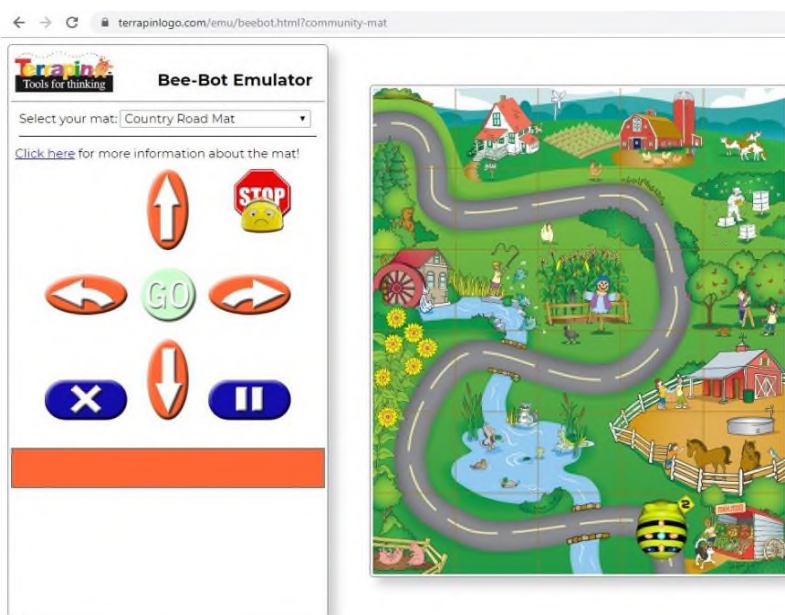 terrapinlogo.com/emu/beebot.html?community-mat
Terrapin
Tools for thinking
Bee-Bot Emulator
Select your mat: Country Road Mat
Click here for more information about the mat!
STOP
GO
2